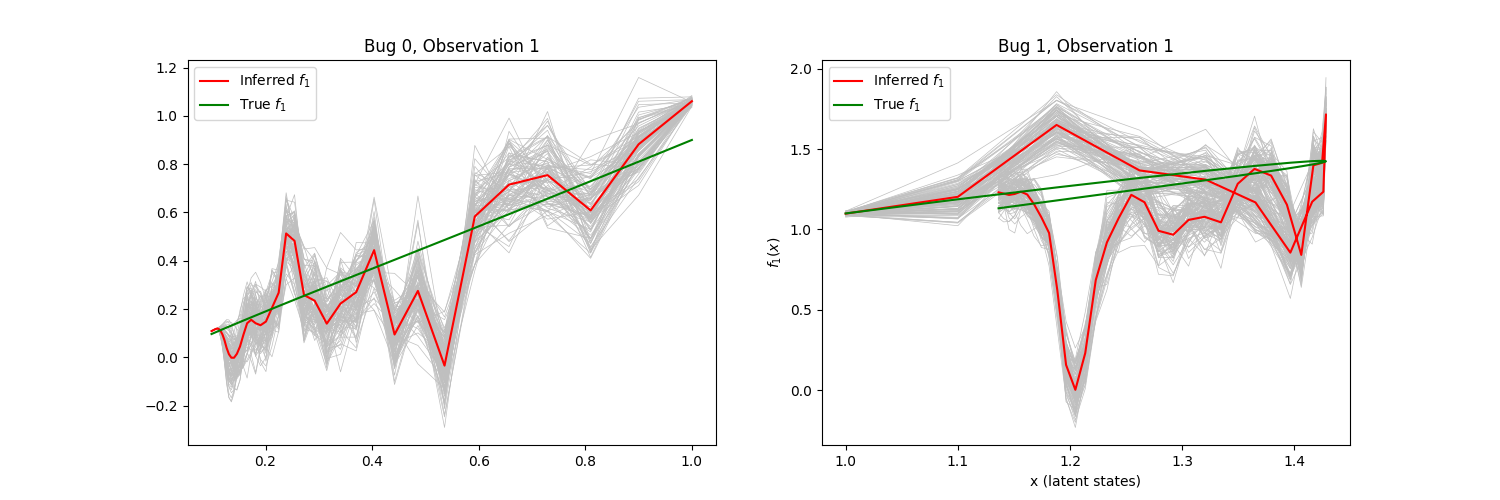 Bug 0, Observation 1
Inferred f₁
True f₁
1.2
1.0
0.8
0.6
0.4
0.2
0.0
−0.2
0.2
0.4
0.6
0.8
1.0
Bug 1, Observation 1
Inferred f₁
True f₁
f₁(x)
2.0
1.5
1.0
0.5
0.0
1.0
1.1
1.2
1.3
1.4
x (latent states)